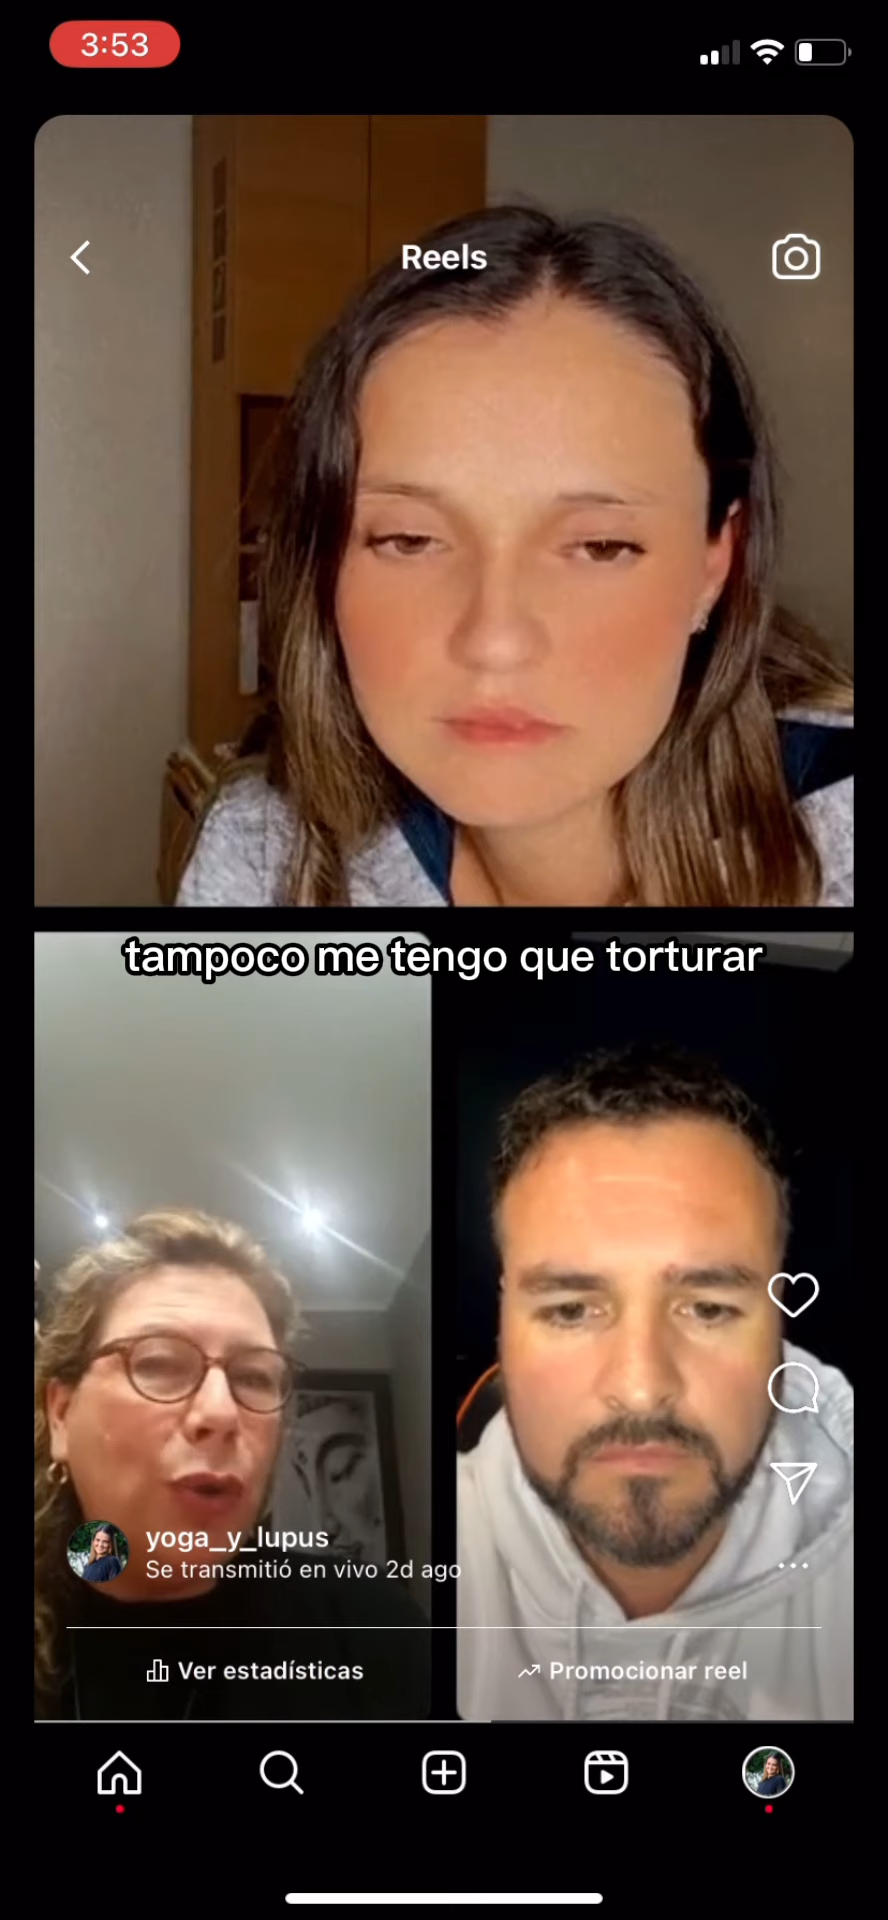 3:53
Reels
tampoco me tengo que torturar
yoga_y_lupus
Se transmitió en vivo 2d ago
Ver estadísticas
Promocionar reel